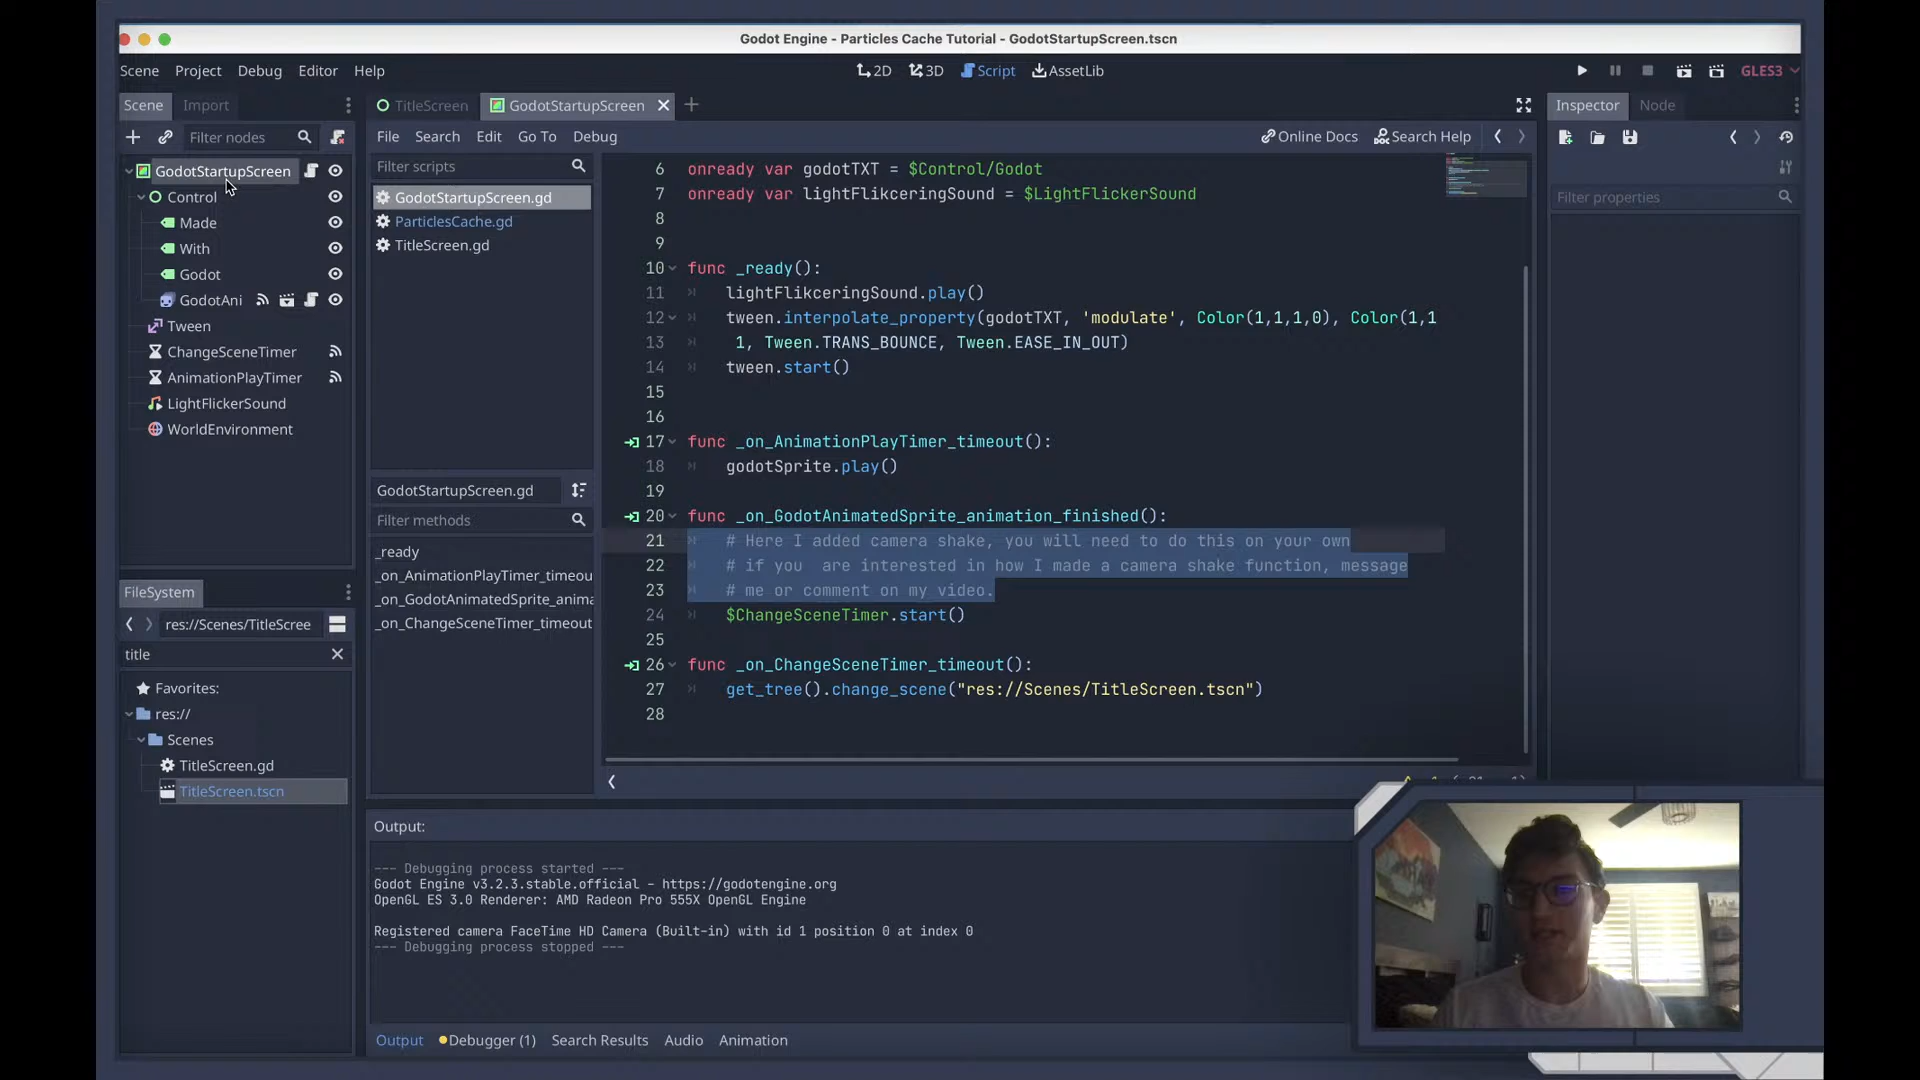 Godot Engine - Particles Cache Tutorial - GodotStartupScreen.tscn
Scene Project Debug Editor Help
2D 3D Script AssetLib
GLES3
Scene Import
TitleScreen GodotStartupScreen
Inspector Node
Filter nodes
File Search Edit Go To Debug
Online Docs Search Help
GodotStartupScreen
Control
Made
With
Godot
GodotAni
Tween
ChangeSceneTimer
AnimationPlayTimer
LightFlickerSound
WorldEnvironment
Filter scripts
GodotStartupScreen.gd
ParticlesCache.gd
TitleScreen.gd
GodotStartupScreen.gd
Filter methods
_ready
_on_AnimationPlayTimer_timeou
_on_GodotAnimatedSprite_anima
_on_ChangeSceneTimer_timeout
6 onready var godotTXT = $Control/Godot
7 onready var lightFlikceringSound = $LightFlickerSound
8
9
10 func _ready():
11 lightFlikceringSound.play()
12 tween.interpolate_property(godotTXT, 'modulate', Color(1,1,1,0), Color(1,1
13 1, Tween.TRANS_BOUNCE, Tween.EASE_IN_OUT)
14 tween.start()
15
16
17 func _on_AnimationPlayTimer_timeout():
18 godotSprite.play()
19
20 func _on_GodotAnimatedSprite_animation_finished():
21 # Here I added camera shake, you will need to do this on your own
22 # if you  are interested in how I made a camera shake function, message
23 # me or comment on my video.
24 $ChangeSceneTimer.start()
25
26 func _on_ChangeSceneTimer_timeout():
27 get_tree().change_scene("res://Scenes/TitleScreen.tscn")
28
Filter properties
FileSystem
res://Scenes/TitleScree
title
Favorites:
res://
Scenes
TitleScreen.gd
TitleScreen.tscn
Output:
--- Debugging process started ---
Godot Engine v3.2.3.stable.official - https://godotengine.org
OpenGL ES 3.0 Renderer: AMD Radeon Pro 555X OpenGL Engine
Registered camera FaceTime HD Camera (Built-in) with id 1 position 0 at index 0
--- Debugging process stopped ---
Output Debugger (1) Search Results Audio Animation